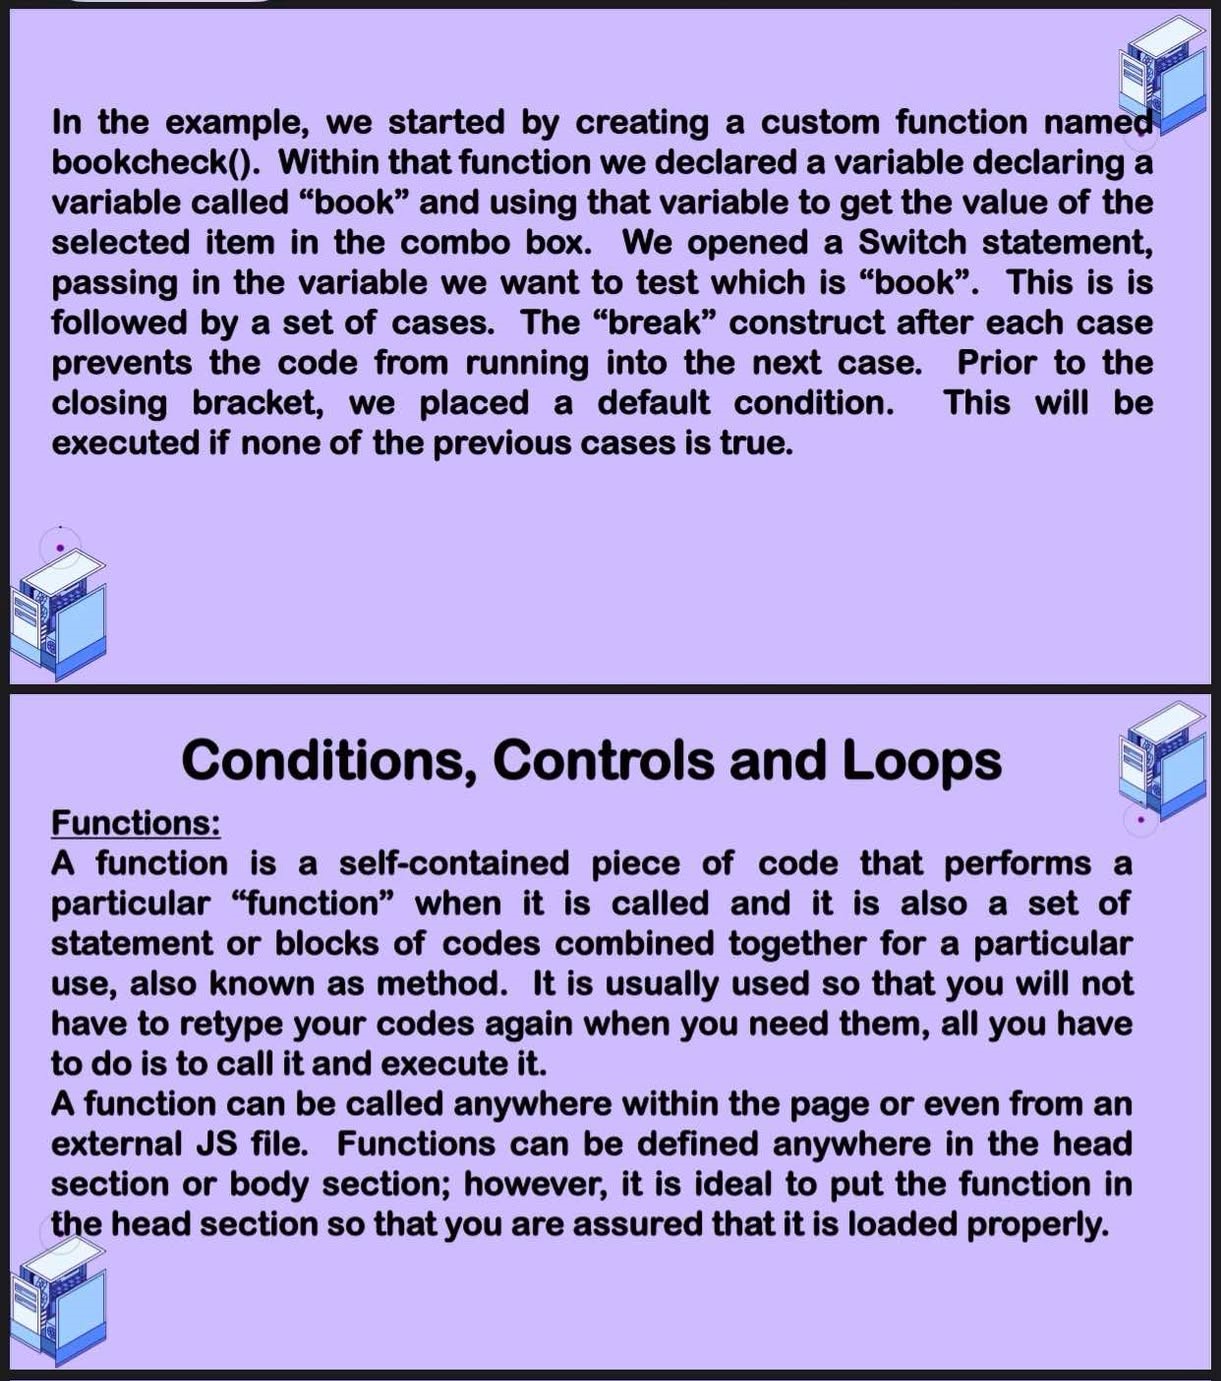 In the example, we started by creating a custom function named
bookcheck(). Within that function we declared a variable declaring a
variable called “book” and using that variable to get the value of the
selected item in the combo box. We opened a Switch statement,
passing in the variable we want to test which is “book”. This is is
followed by a set of cases. The “break” construct after each case
prevents the code from running into the next case. Prior to the
closing bracket, we placed a default condition. This will be
executed if none of the previous cases is true.
Conditions, Controls and Loops
Functions:
A function is a self-contained piece of code that performs a
particular “function” when it is called and it is also a set of
statement or blocks of codes combined together for a particular
use, also known as method. It is usually used so that you will not
have to retype your codes again when you need them, all you have
to do is to call it and execute it.
A function can be called anywhere within the page or even from an
external JS file. Functions can be defined anywhere in the head
section or body section; however, it is ideal to put the function in
the head section so that you are assured that it is loaded properly.